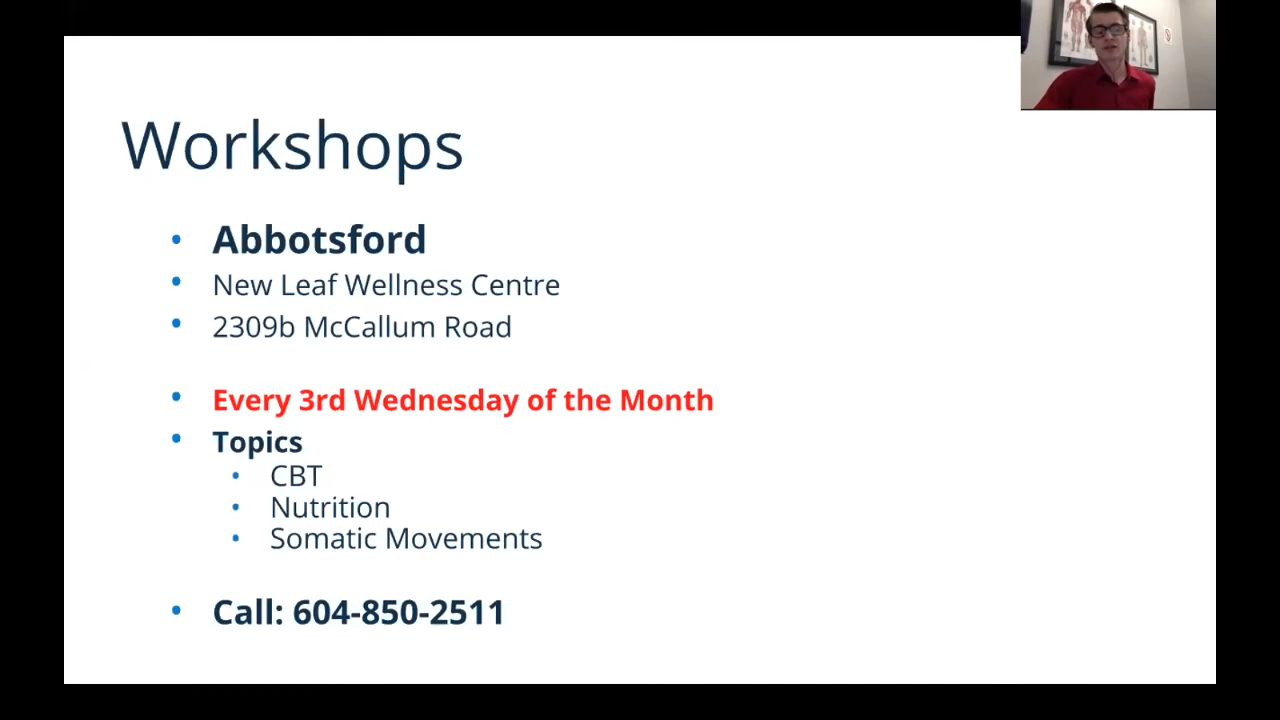 Workshops
• Abbotsford
• New Leaf Wellness Centre
• 2309b McCallum Road
• Every 3rd Wednesday of the Month
• Topics
• CBT
• Nutrition
• Somatic Movements
• Call: 604-850-2511